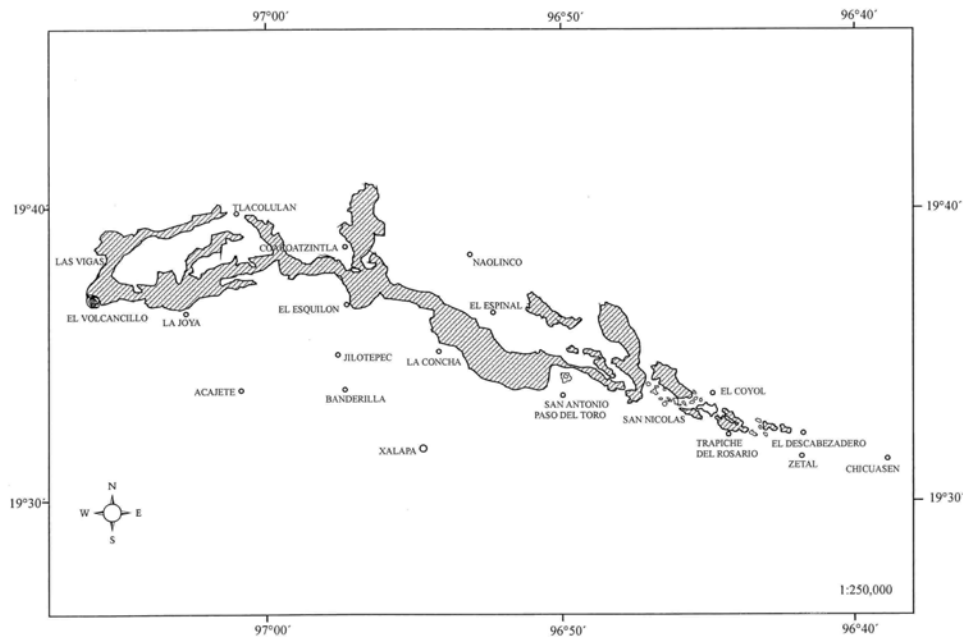 97°00´
96°50´
96°40´
19°40´
19°40´
TLACOLULAN
COACOATZINTLA
LAS VIGAS
NAOLINCO
EL VOLCANCILLO
LA JOYA
EL ESQUILON
EL ESPINAL
JILOTEPEC
LA CONCHA
ACAJETE
BANDERILLA
SAN ANTONIO
PASO DEL TORO
SAN NICOLAS
EL COYOL
XALAPA
TRAPICHE
DEL ROSARIO
EL DESCABEZADERO
ZETAL
CHICUASEN
19°30´
19°30´
N
W
E
S
1:250,000
97°00´
96°50´
96°40´